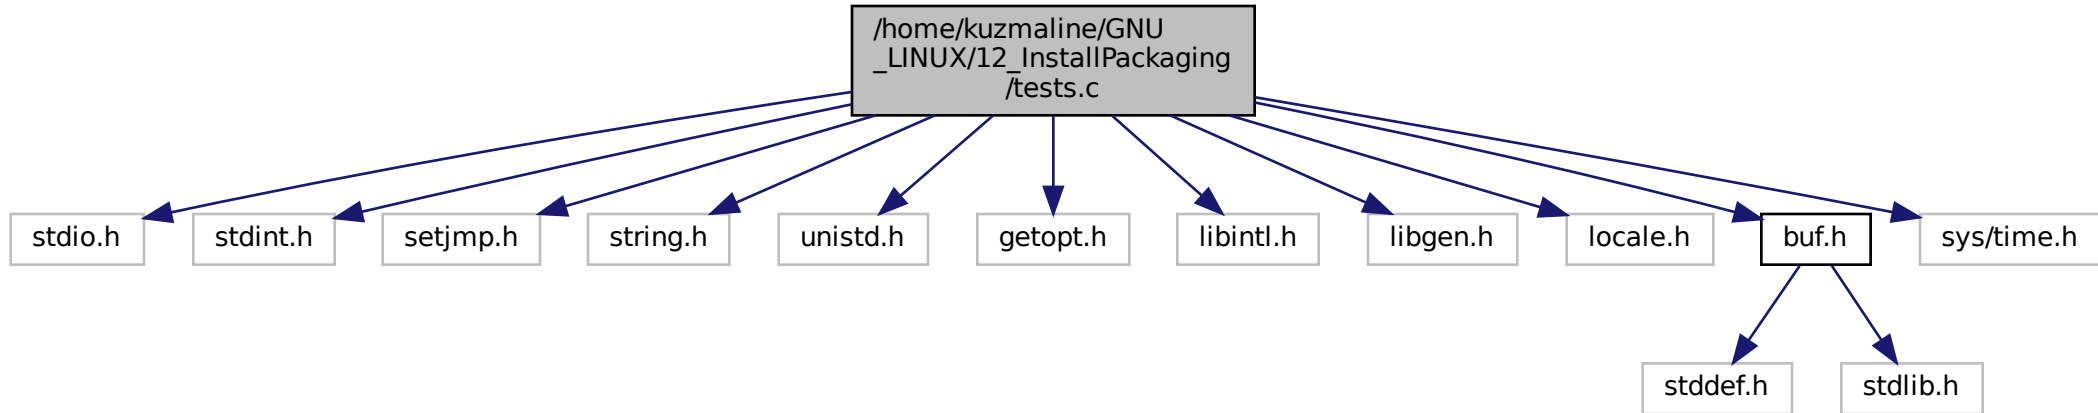 /home/kuzmaline/GNU
_LINUX/12_InstallPackaging
/tests.c
stdio.h
stdint.h
setjmp.h
string.h
unistd.h
getopt.h
libintl.h
libgen.h
locale.h
buf.h
sys/time.h
stddef.h
stdlib.h